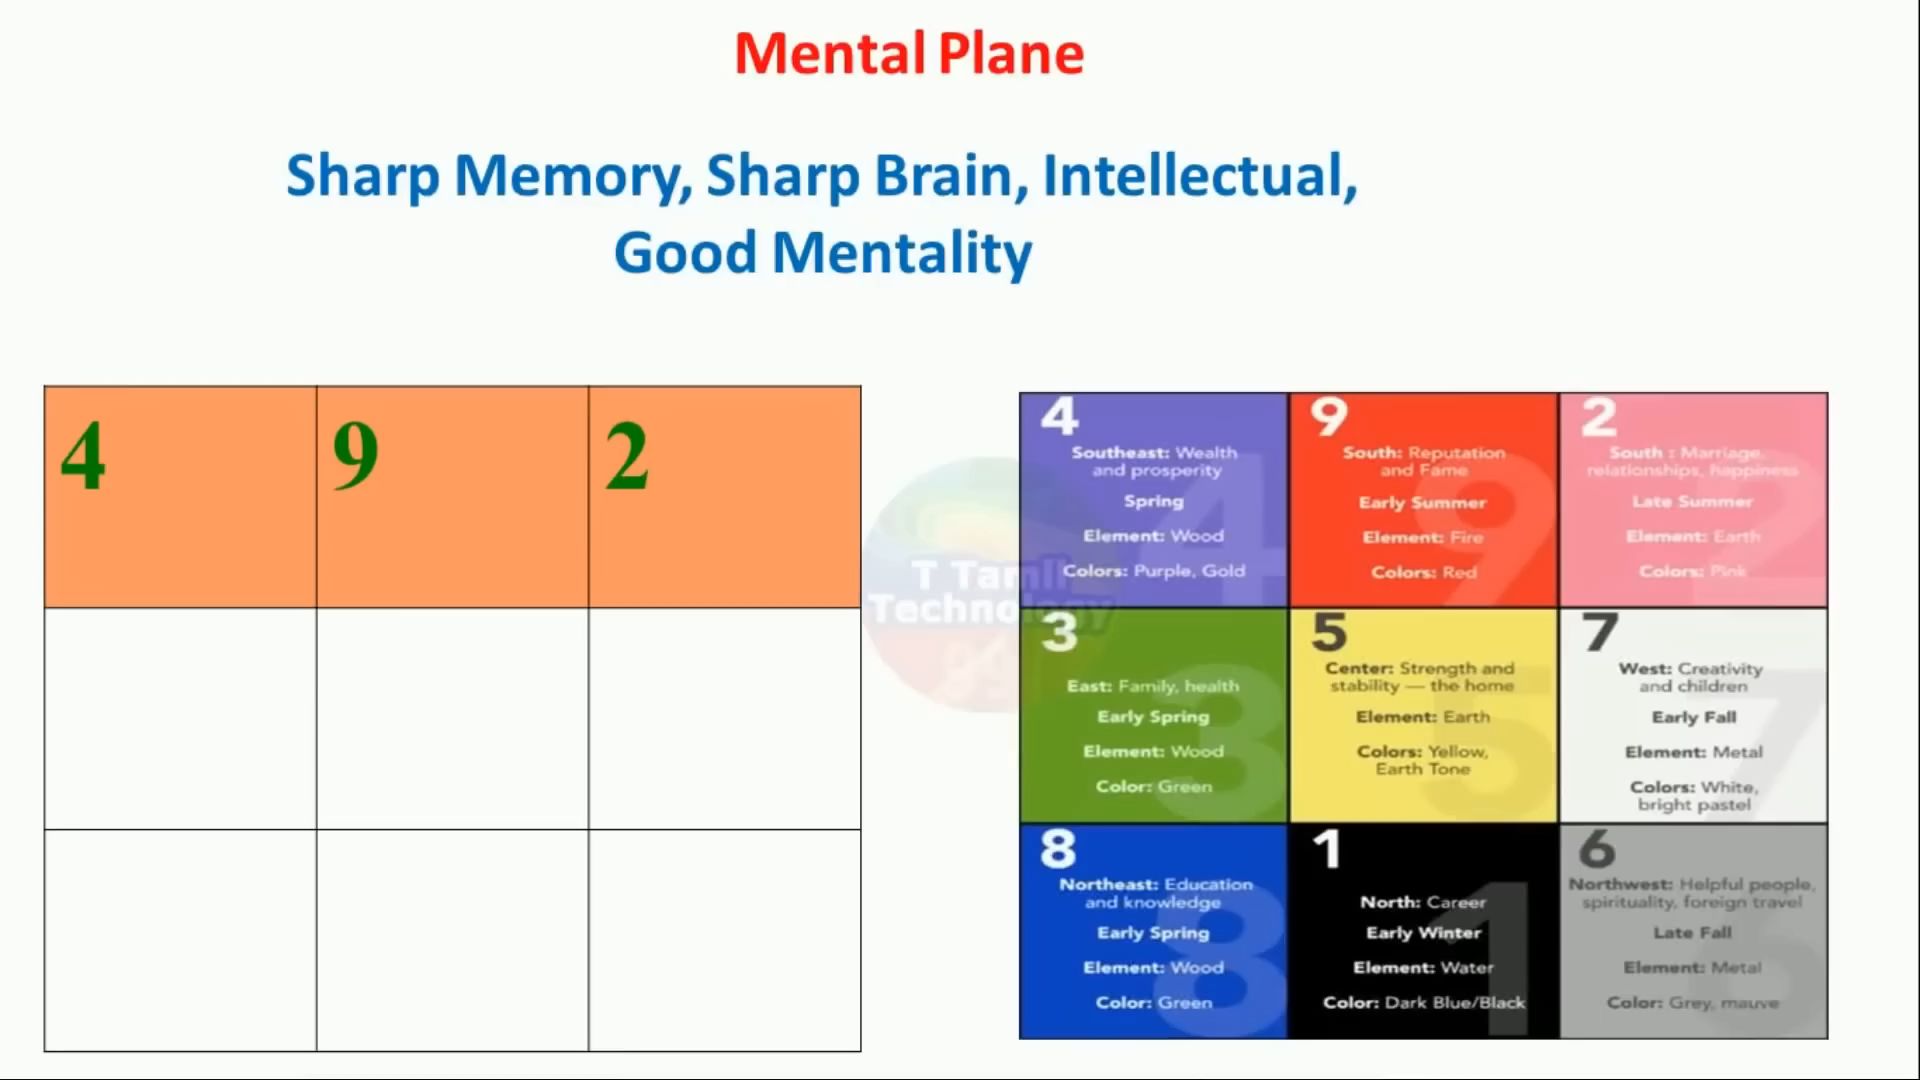 Mental Plane
Sharp Memory, Sharp Brain, Intellectual,
Good Mentality
4 9 2
T Tamil
Technology
4
Southeast: Wealth
and prosperity
Spring
Element: Wood
Colors: Purple, Gold
9
South: Reputation
and Fame
Early Summer
Element: Fire
Colors: Red
2
South : Marriage,
relationships, happiness
Late Summer
Element: Earth
Colors: Pink
3
East: Family, health
Early Spring
Element: Wood
Color: Green
5
Center: Strength and
stability — the home
Element: Earth
Colors: Yellow,
Earth Tone
7
West: Creativity
and children
Early Fall
Element: Metal
Colors: White,
bright pastel
8
Northeast: Education
and knowledge
Early Spring
Element: Wood
Color: Green
1
North: Career
Early Winter
Element: Water
Color: Dark Blue/Black
6
Northwest: Helpful people,
spirituality, foreign travel
Late Fall
Element: Metal
Color: Grey, mauve